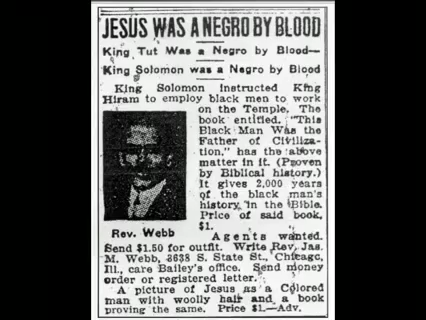 JESUS WAS A NEGRO BY BLOOD
King Tut Was a Negro by Blood—
King Solomon was a Negro by Blood
King Solomon instructed King
Hiram to employ black men to work
on the Temple. The
book entitled. "This
Black Man Was the
Father of Civiliza-
tion." has the above
matter in it. (Proven
by Biblical history.)
It gives 2,000 years
of the black man's
history in the Bible.
Price of said book,
$1.
Rev. Webb
Agents wanted.
Send $1.50 for outfit. Write Rev. Jas.
M. Webb, 3638 S. State St., Chicago,
Ill., care Bailey's office. Send money
order or registered letter.
A picture of Jesus as a Colored
man with woolly hair and a book
proving the same. Price $1.—Adv.